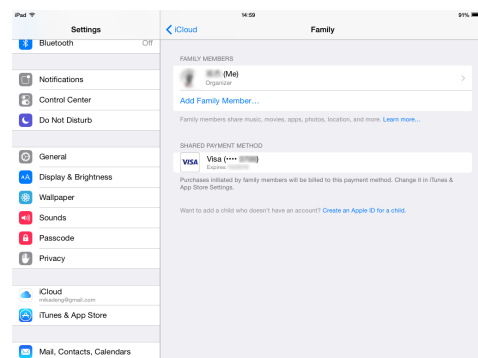 iPad 14:59 91%
Settings
Bluetooth Off
Notifications
Control Center
Do Not Disturb
General
AA Display & Brightness
Wallpaper
Sounds
Passcode
Privacy
iCloud
mikadeng@gmail.com
iTunes & App Store
Mail, Contacts, Calendars
iCloud Family
FAMILY MEMBERS
(Me)
Organizer
Add Family Member...
Family members share music, movies, apps, photos, location, and more. Learn more...
SHARED PAYMENT METHOD
VISA Visa (••••
Expires
Purchases initiated by family members will be billed to this payment method. Change it in iTunes &
App Store Settings.
Want to add a child who doesn't have an account? Create an Apple ID for a child.